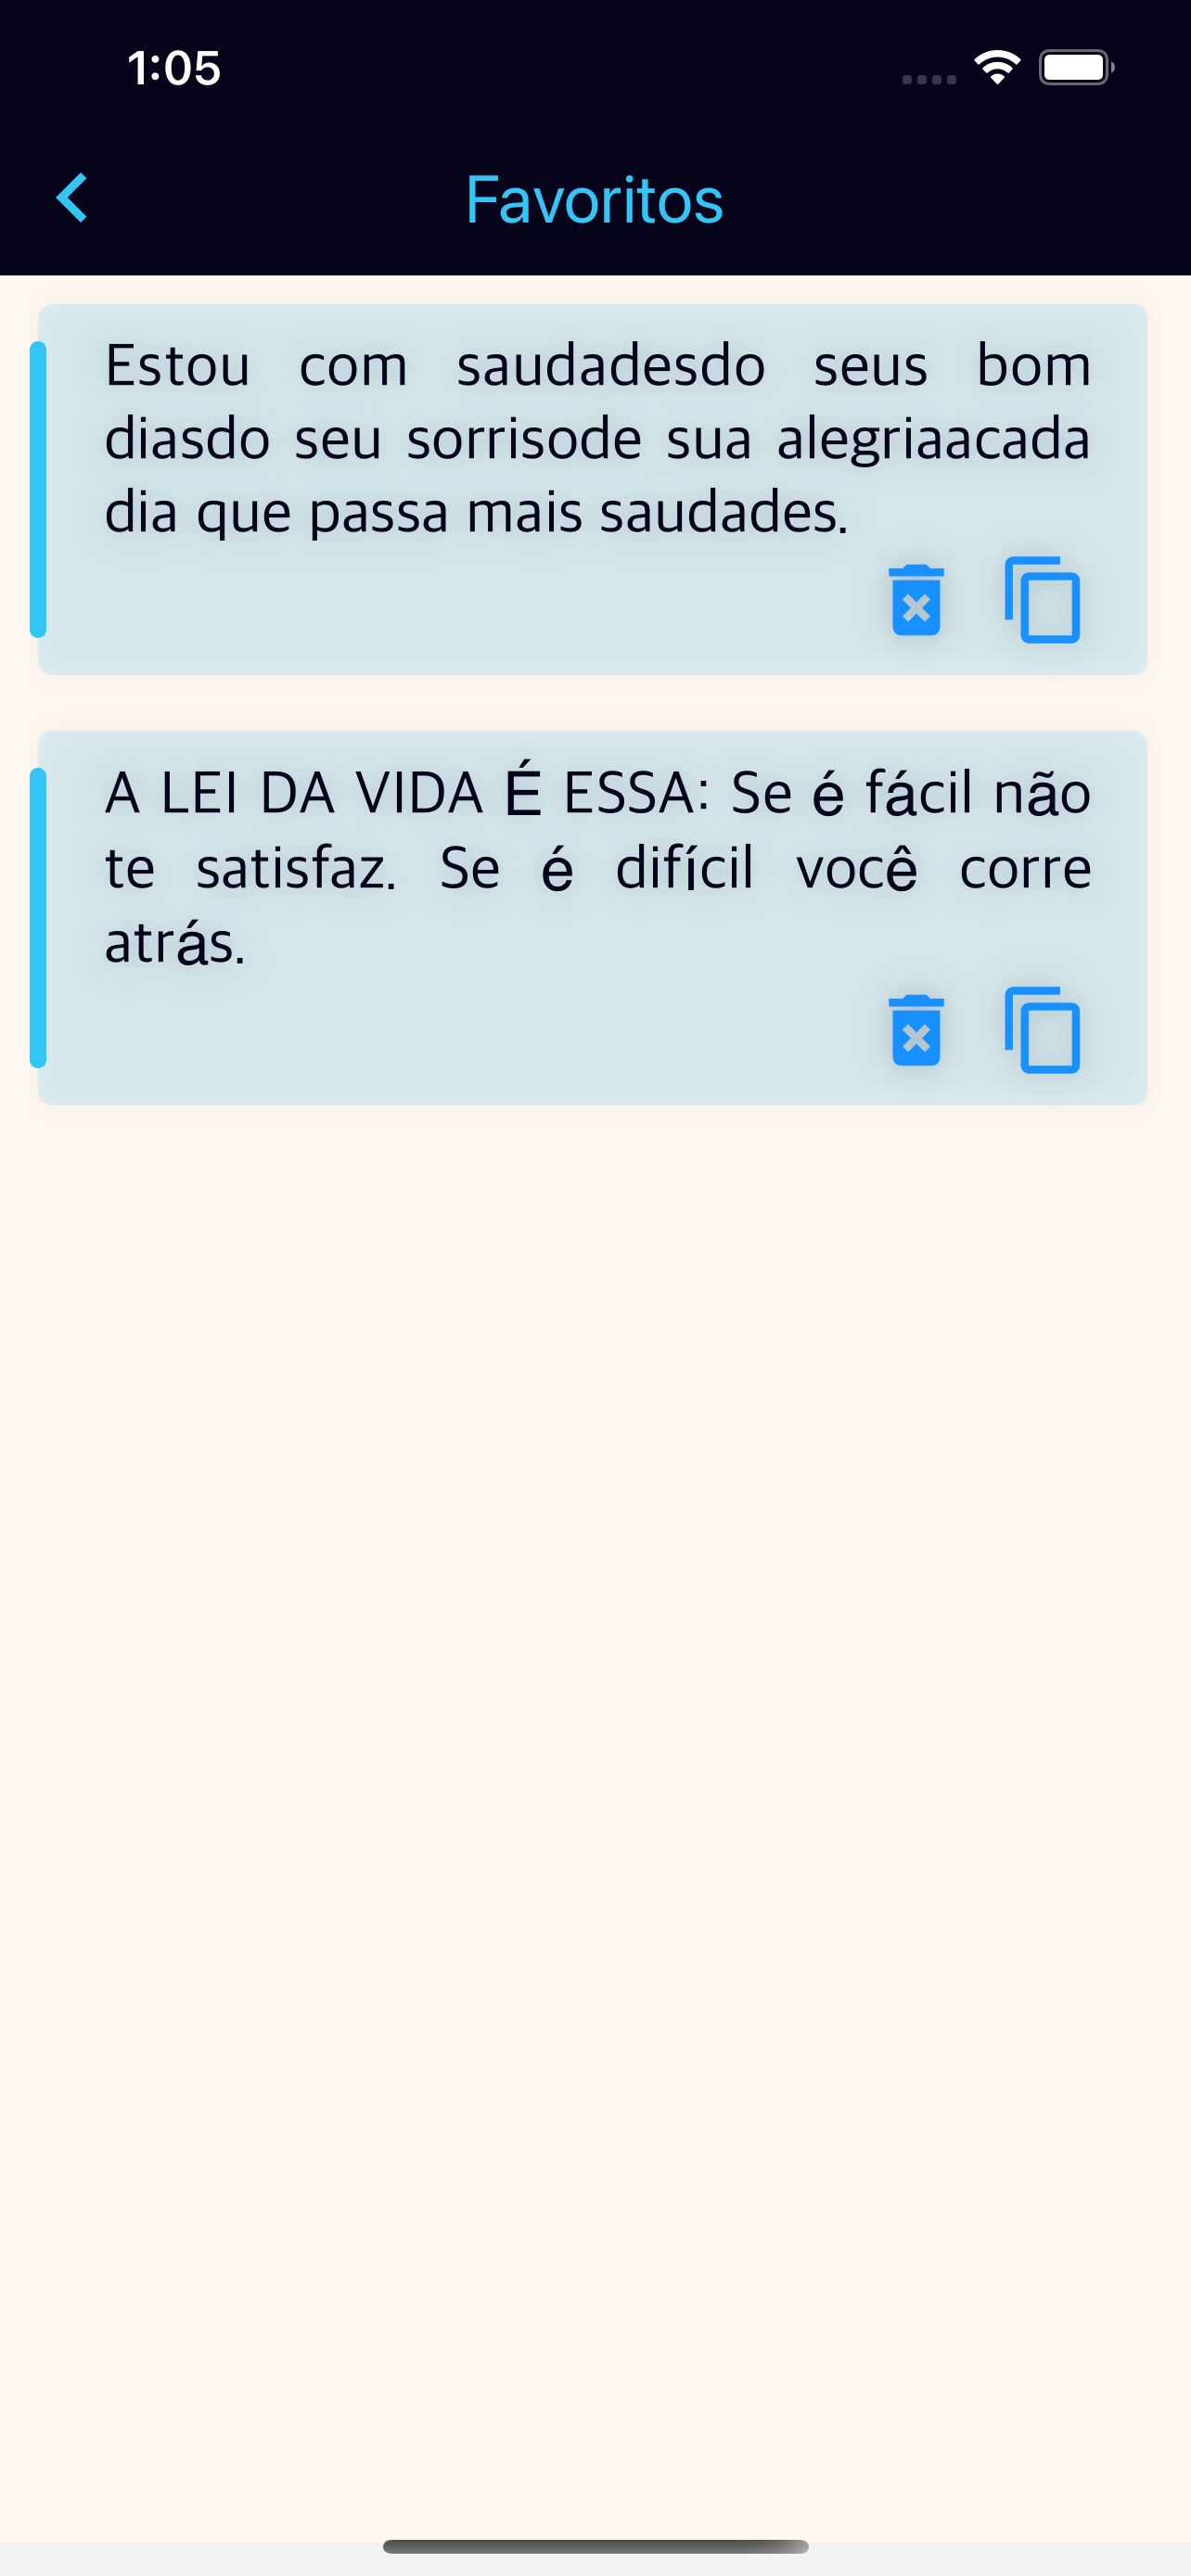 1:05
Favoritos
Estou com saudadesdo seus bom
diasdo seu sorrisode sua alegriaacada
dia que passa mais saudades.
A LEI DA VIDA É ESSA: Se é fácil não
te satisfaz. Se é difícil você corre
atrás.